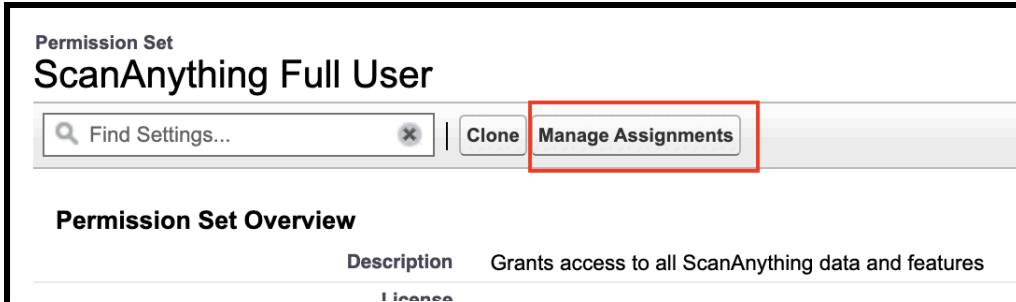 Permission Set
ScanAnything Full User
Find Settings... Clone Manage Assignments
Permission Set Overview
Description Grants access to all ScanAnything data and features
License